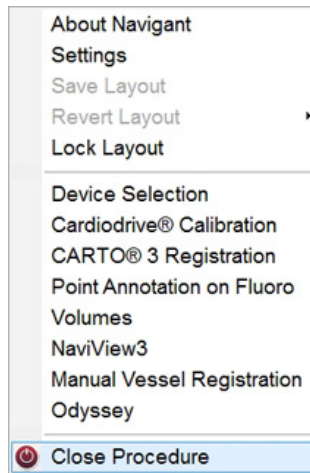 About Navigant
Settings
Save Layout
Revert Layout
Lock Layout
Device Selection
Cardiodrive® Calibration
CARTO® 3 Registration
Point Annotation on Fluoro
Volumes
NaviView3
Manual Vessel Registration
Odyssey
Close Procedure